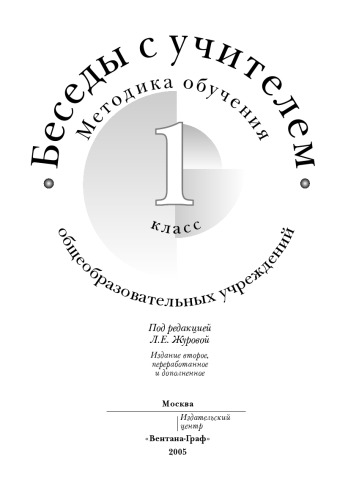 Беседы с учителем
Методика обучения
1
класс
общеобразовательных учреждений
Под редакцией
Л.Е. Журовой
Издание второе,
переработанное
и дополненное
Москва
Издательский
центр
«Вентана-Граф»
2005